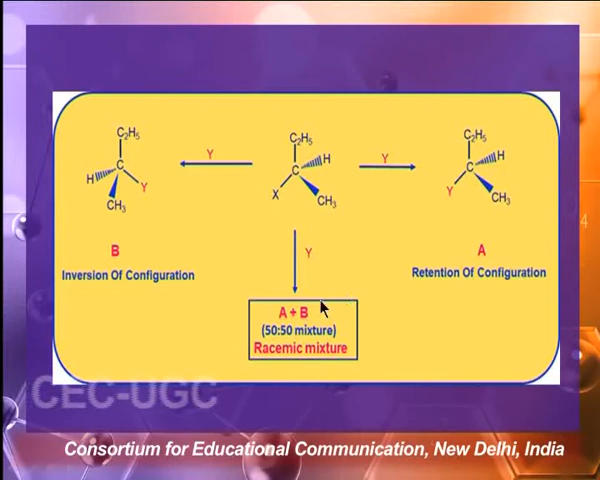 C₂H₅
C₂H₅
C₂H₅
Y
Y
H
H
C
C
C
H
Y
X
Y
CH₃
CH₃
CH₃
B
A
Inversion Of Configuration
Y
Retention Of Configuration
A + B
(50:50 mixture)
Racemic mixture
4
CEC-UGC
Consortium for Educational Communication, New Delhi, India